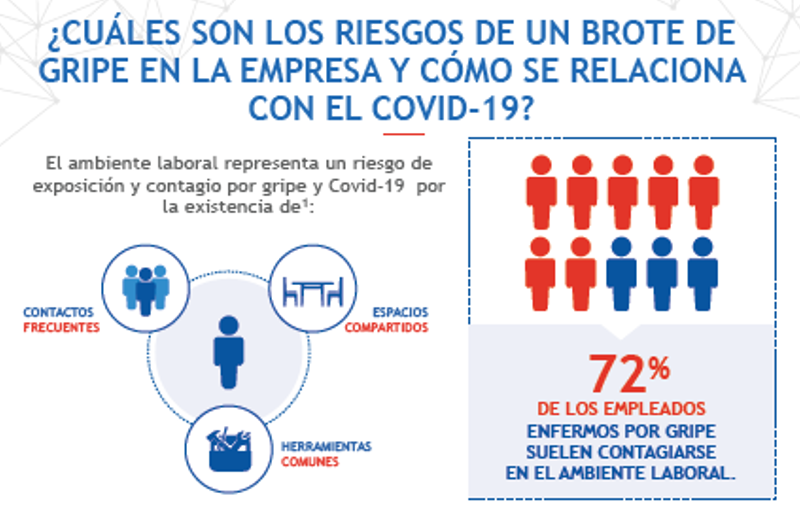 ¿CUÁLES SON LOS RIESGOS DE UN BROTE DE
GRIPE EN LA EMPRESA Y CÓMO SE RELACIONA
CON EL COVID-19?
El ambiente laboral representa un riesgo de
exposición y contagio por gripe y Covid-19 por
la existencia de¹:
CONTACTOS
FRECUENTES
ESPACIOS
COMPARTIDOS
HERRAMIENTAS
COMUNES
72%
DE LOS EMPLEADOS
ENFERMOS POR GRIPE
SUELEN CONTAGIARSE
EN EL AMBIENTE LABORAL.